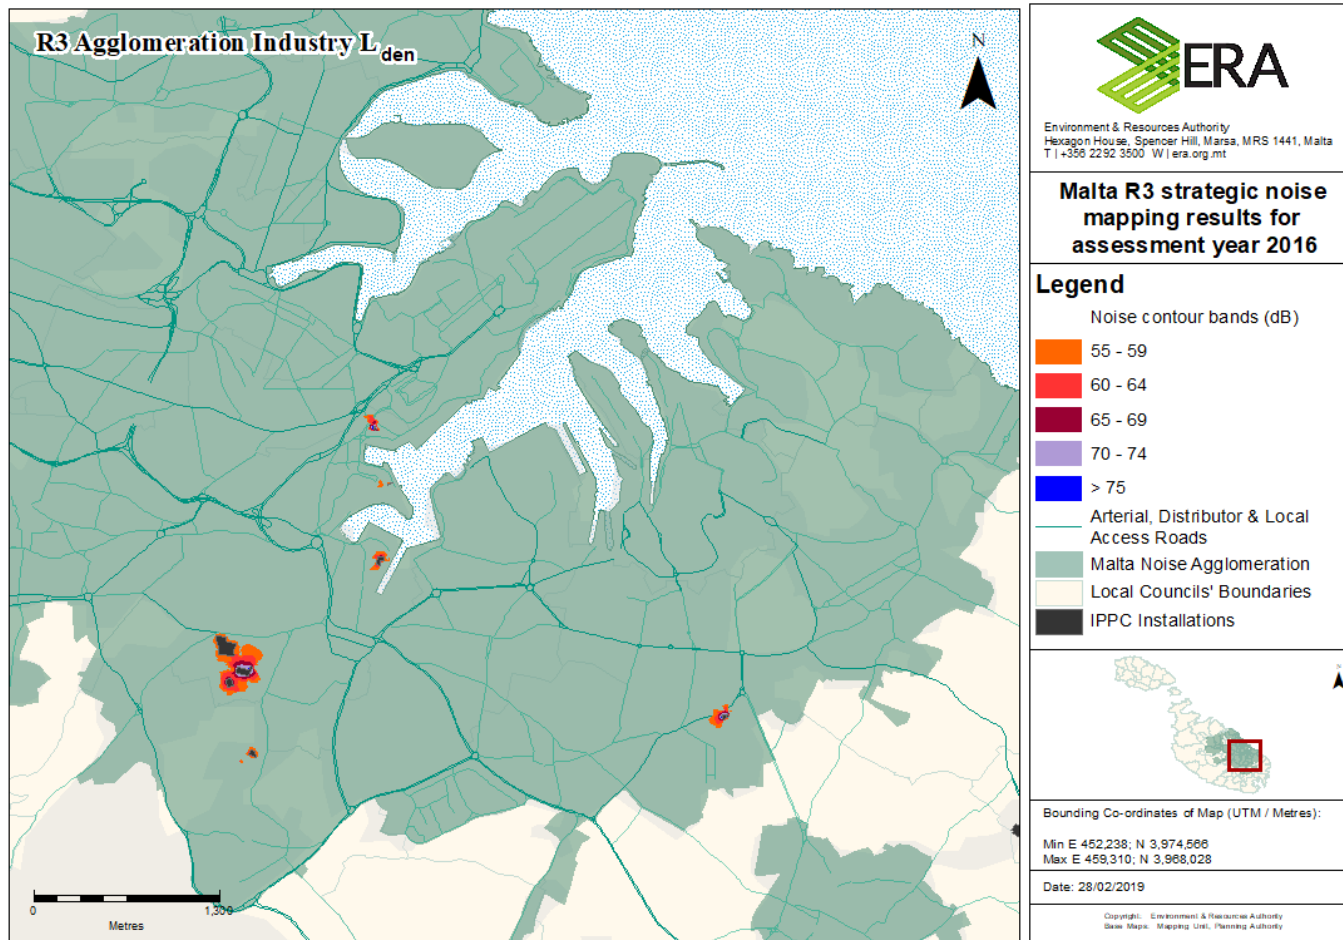 R3 Agglomeration Industry L den
N
0
1,300
Metres
ERA
Environment & Resources Authority
Hexagon House, Spencer Hill, Marsa, MRS 1441, Malta
T | +356 2292 3500 W | era.org.mt
Malta R3 strategic noise
mapping results for
assessment year 2016
Legend
Noise contour bands (dB)
55 - 59
60 - 64
65 - 69
70 - 74
> 75
Arterial, Distributor & Local
Access Roads
Malta Noise Agglomeration
Local Councils' Boundaries
IPPC Installations
N
Bounding Co-ordinates of Map (UTM / Metres):
Min E 452,238; N 3,974,566
Max E 459,310; N 3,968,028
Date: 28/02/2019
Copyright: Environment & Resources Authority
Base Maps: Mapping Unit, Planning Authority